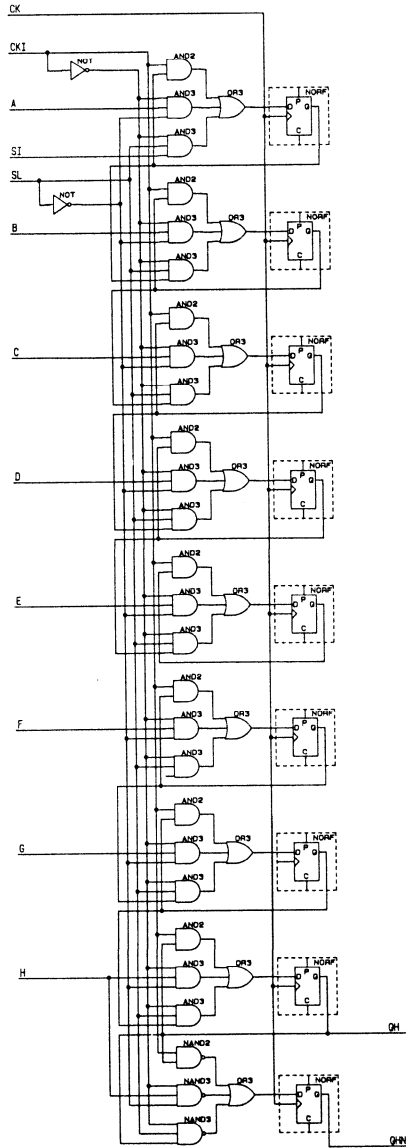 CK
CKI
NOT
AND2
A
AND3
OR3
NORF
D P Q
C
SI
AND3
SL
NOT
AND2
B
AND3
OR3
NORF
D P Q
C
AND3
AND2
C
AND3
OR3
NORF
D P Q
C
AND3
AND2
D
AND3
OR3
NORF
D P Q
C
AND3
AND2
E
AND3
OR3
NORF
D P Q
C
AND3
AND2
F
AND3
OR3
NORF
D P Q
C
AND3
AND2
G
AND3
OR3
NORF
D P Q
C
AND3
AND2
H
AND3
OR3
NORF
D P Q
C
AND3
QH
NAND2
NAND3
OR3
NORF
D P Q
C
NAND3
QHN